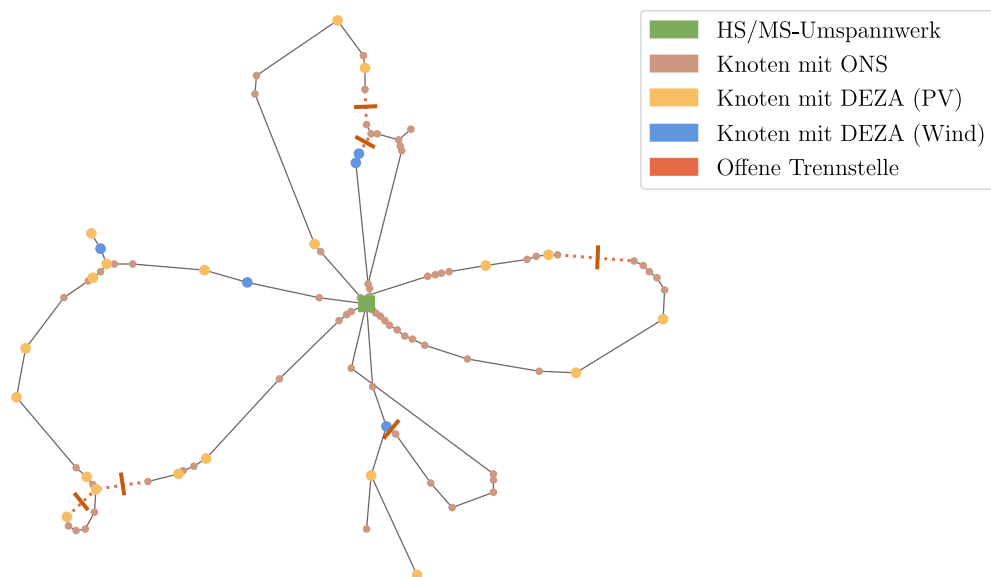 HS/MS-Umspannwerk
Knoten mit ONS
Knoten mit DEZA (PV)
Knoten mit DEZA (Wind)
Offene Trennstelle